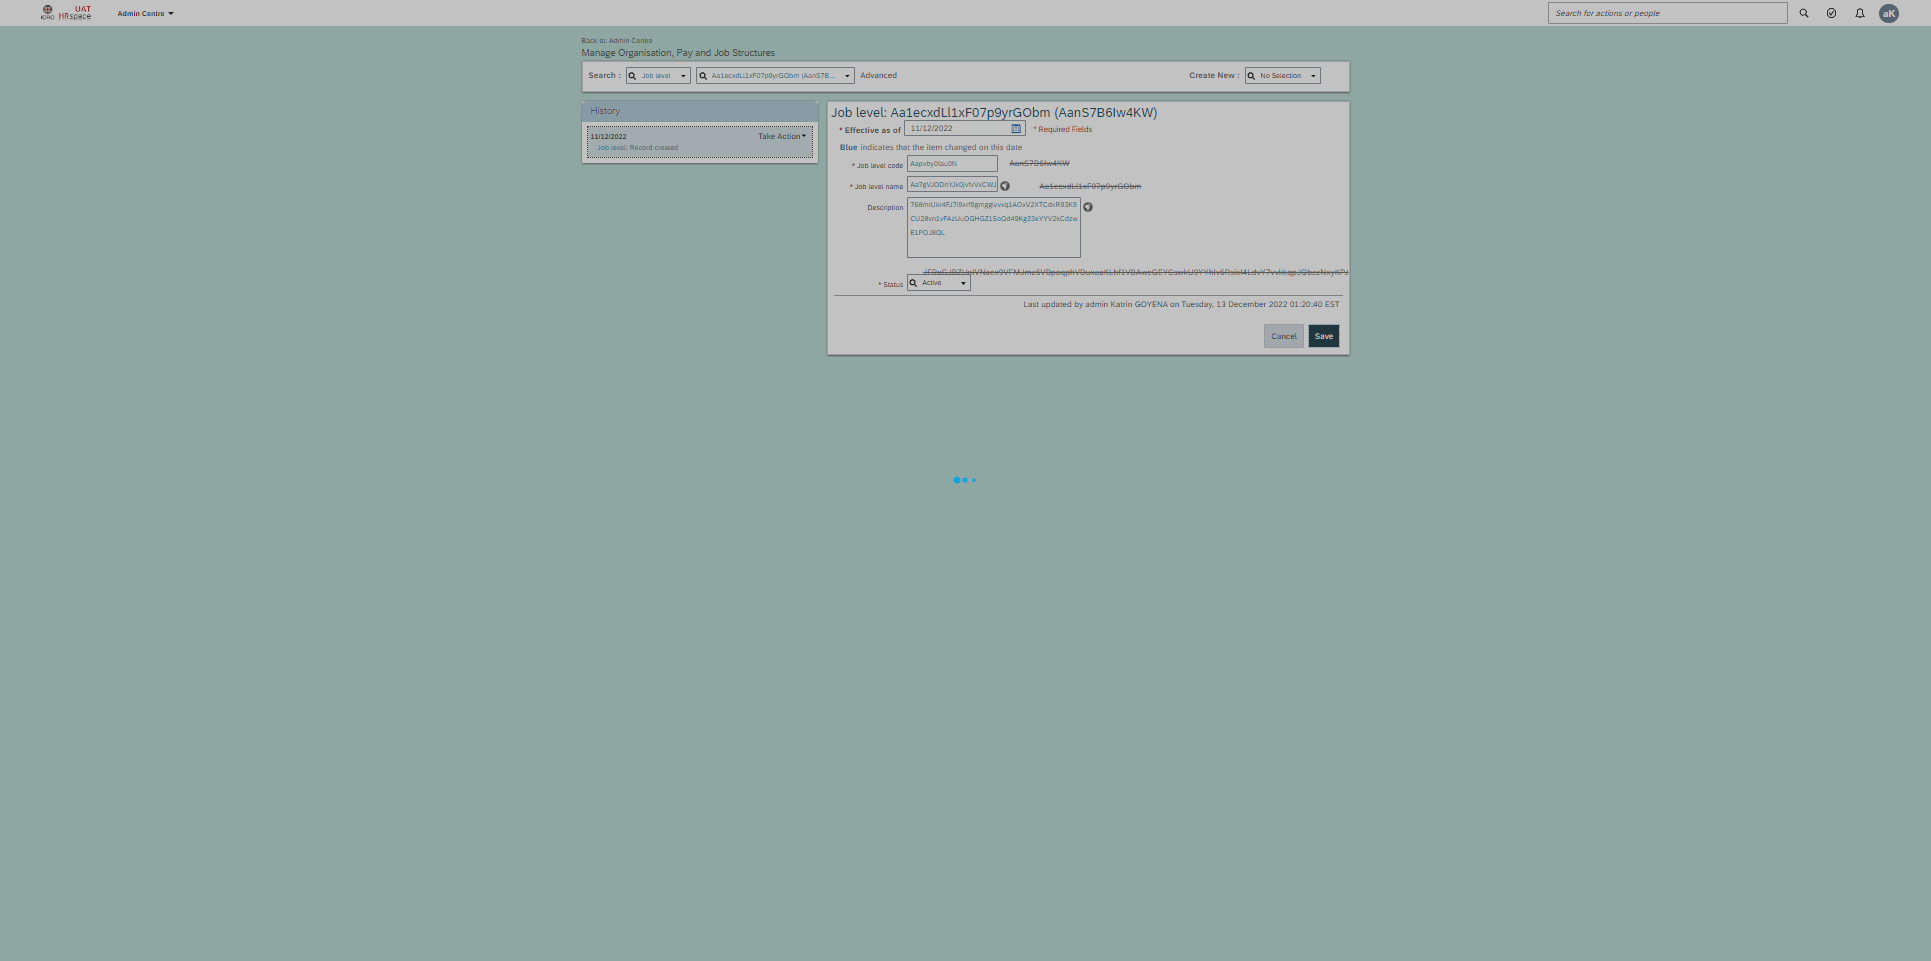 ICRC
UAT
HRspace
Admin Centre
Search for actions or people
aK
Back to: Admin Centre
Manage Organisation, Pay and Job Structures
Search : Job level Aa1ecxdLl1xF07p9yrGObm (AanS7B... Advanced Create New : No Selection
History
11/12/2022 Take Action
Job level: Record created
Job level: Aa1ecxdLl1xF07p9yrGObm (AanS7B6Iw4KW)
* Effective as of 11/12/2022 * Required Fields
Blue indicates that the item changed on this date
* Job level code AanS7B6Iw4KW
* Job level name Aa1ecxdLl1xF07p9yrGObm
Description
* Status Active
Last updated by admin Katrin GOYENA on Tuesday, 13 December 2022 01:20:40 EST
Cancel Save